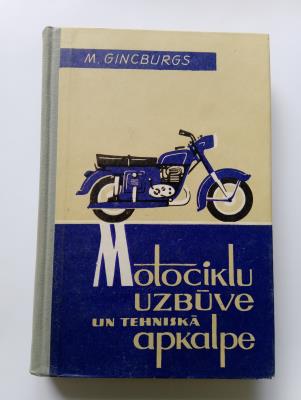 M. GINCBURGS
Motociklu
UZBŪVE
UN TEHNISKĀ
apkalpe